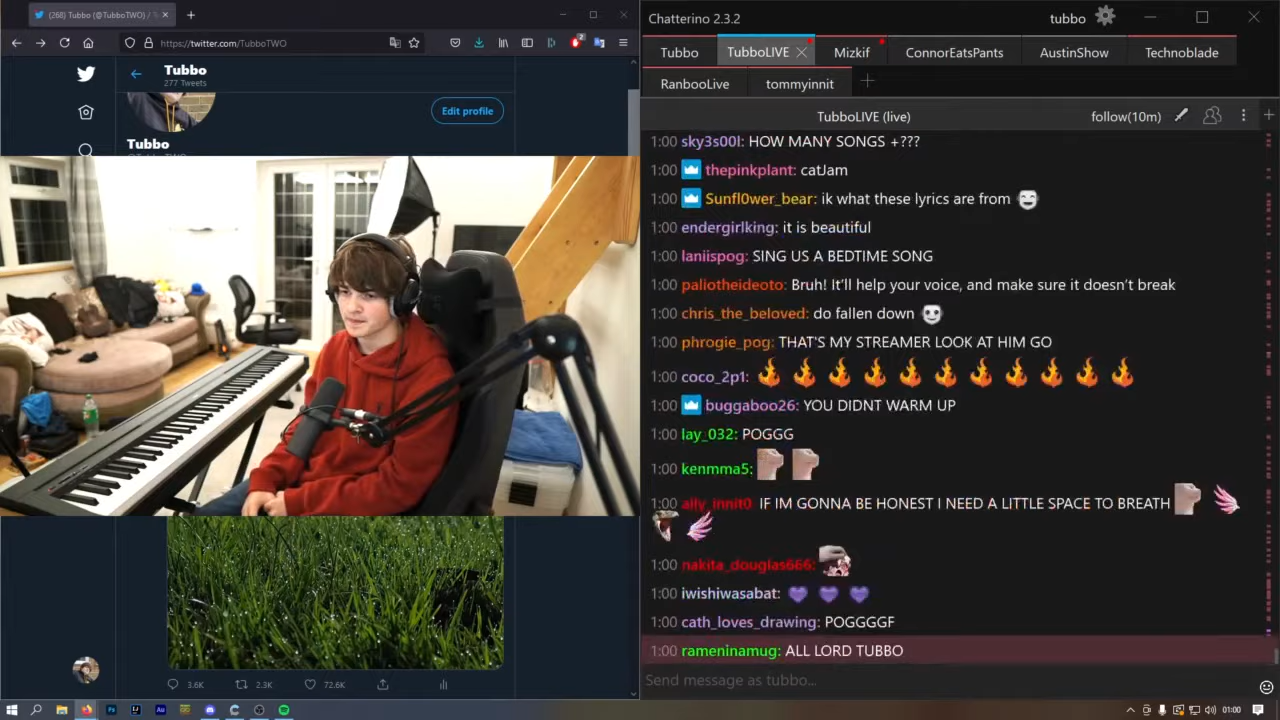 (268) Tubbo (@TubboTWO) /
https://twitter.com/TubboTWO
2
Tubbo
277 Tweets
Edit profile
Tubbo
3.6K
2.3K
72.6K
Chatterino 2.3.2
tubbo
Tubbo
TubboLIVE
Mizkif
ConnorEatsPants
AustinShow
Technoblade
RanbooLive
tommyinnit
TubboLIVE (live)
follow(10m)
1:00 sky3s00l: HOW MANY SONGS +???
1:00 thepinkplant: catJam
1:00 Sunfl0wer_bear: ik what these lyrics are from
1:00 endergirlking: it is beautiful
1:00 laniispog: SING US A BEDTIME SONG
1:00 paliotheideoto: Bruh! It'll help your voice, and make sure it doesn't break
1:00 chris_the_beloved: do fallen down
1:00 phrogie_pog: THAT'S MY STREAMER LOOK AT HIM GO
1:00 coco_2p1:
1:00 buggaboo26: YOU DIDNT WARM UP
1:00 lay_032: POGGG
1:00 kenmma5:
1:00 ally_innit0 IF IM GONNA BE HONEST I NEED A LITTLE SPACE TO BREATH
1:00 nakita_douglas666:
1:00 iwishiwasabat:
1:00 cath_loves_drawing: POGGGGF
1:00 rameninamug: ALL LORD TUBBO
Send message as tubbo...
01:00